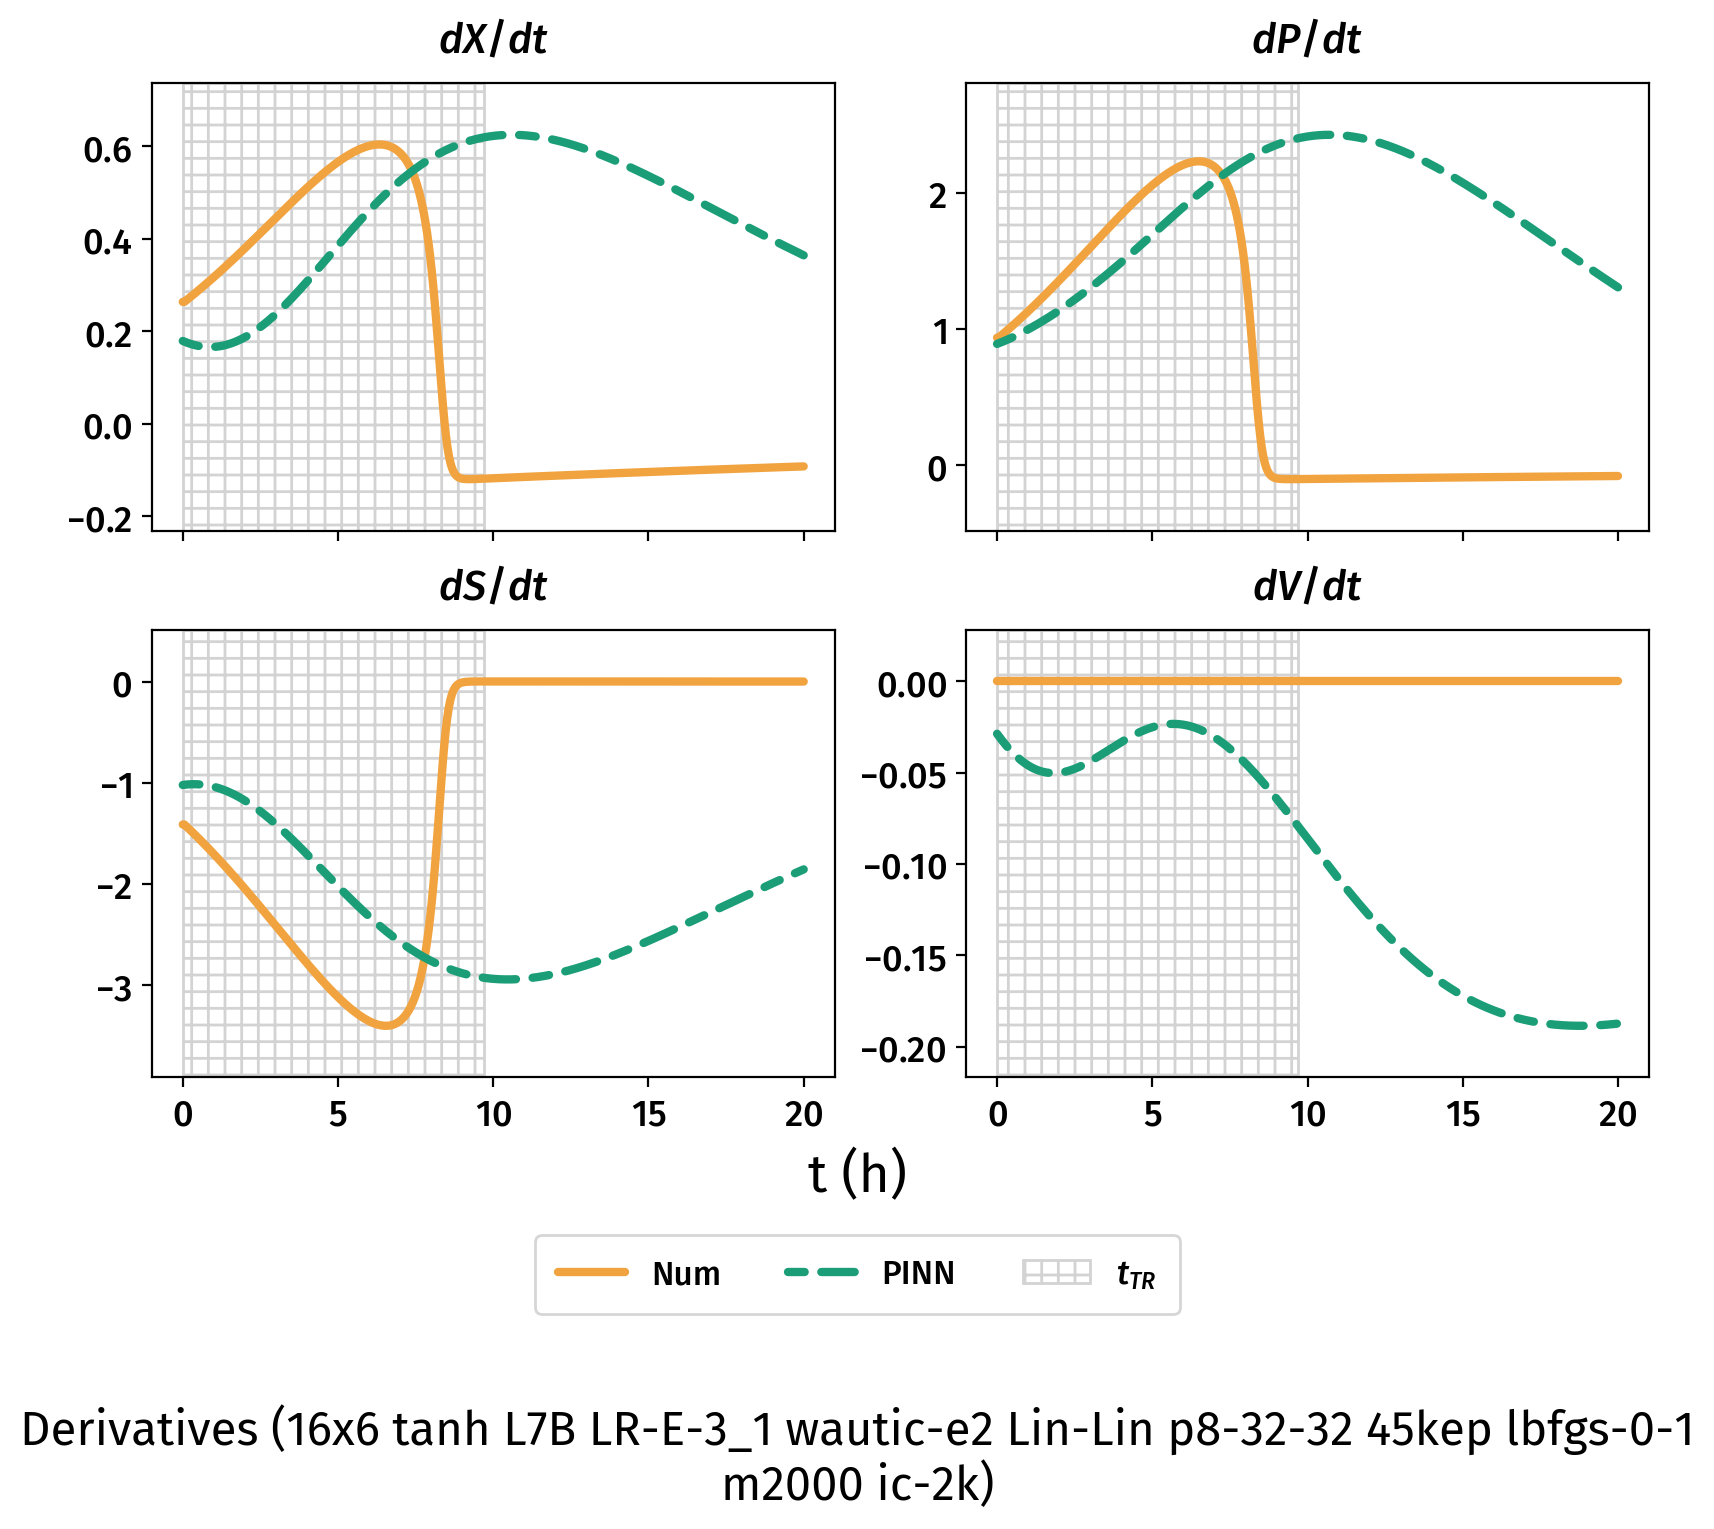 dX/dt
dP/dt
0.6
0.4
0.2
0.0
−0.2
2
1
0
dS/dt
dV/dt
0
−1
−2
−3
0.00
−0.05
−0.10
−0.15
−0.20
0 5 10 15 20
0 5 10 15 20
t (h)
Num PINN t_TR
Derivatives (16x6 tanh L7B LR-E-3_1 wautic-e2 Lin-Lin p8-32-32 45kep lbfgs-0-1
m2000 ic-2k)